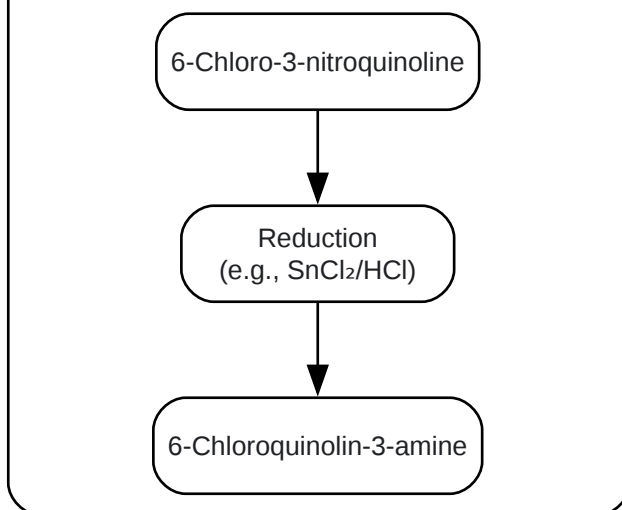 6-Chloro-3-nitroquinoline
Reduction
(e.g., SnCl₂/HCl)
6-Chloroquinolin-3-amine